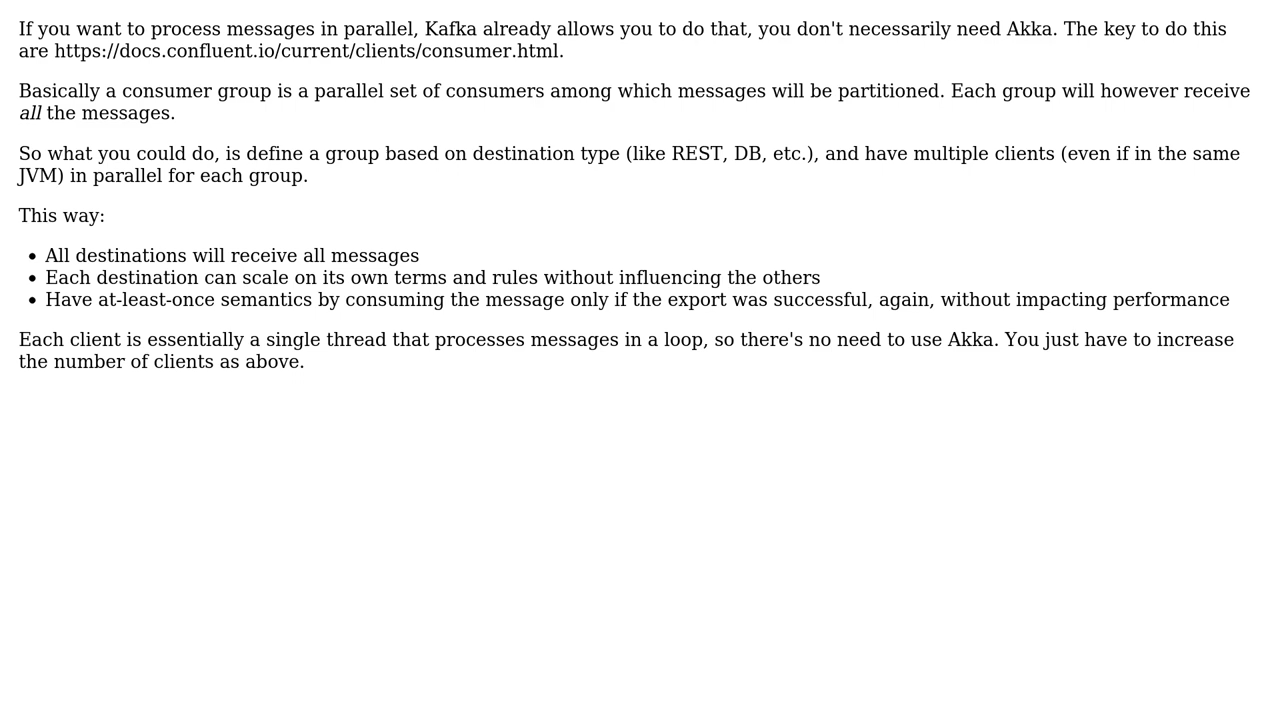 If you want to process messages in parallel, Kafka already allows you to do that, you don't necessarily need Akka. The key to do this
are https://docs.confluent.io/current/clients/consumer.html.
Basically a consumer group is a parallel set of consumers among which messages will be partitioned. Each group will however receive
all the messages.
So what you could do, is define a group based on destination type (like REST, DB, etc.), and have multiple clients (even if in the same
JVM) in parallel for each group.
This way:
• All destinations will receive all messages
• Each destination can scale on its own terms and rules without influencing the others
• Have at-least-once semantics by consuming the message only if the export was successful, again, without impacting performance
Each client is essentially a single thread that processes messages in a loop, so there's no need to use Akka. You just have to increase
the number of clients as above.